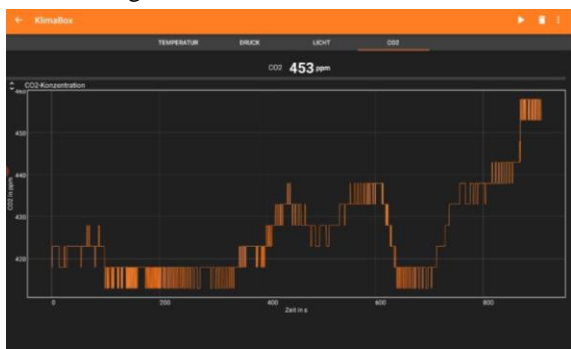 KlimaBox
TEMPERATUR DRUCK LICHT CO2
CO2 453 ppm
CO2-Konzentration
460
450
440
430
420
CO2 in ppm
0 200 400 600 800
Zeit in s